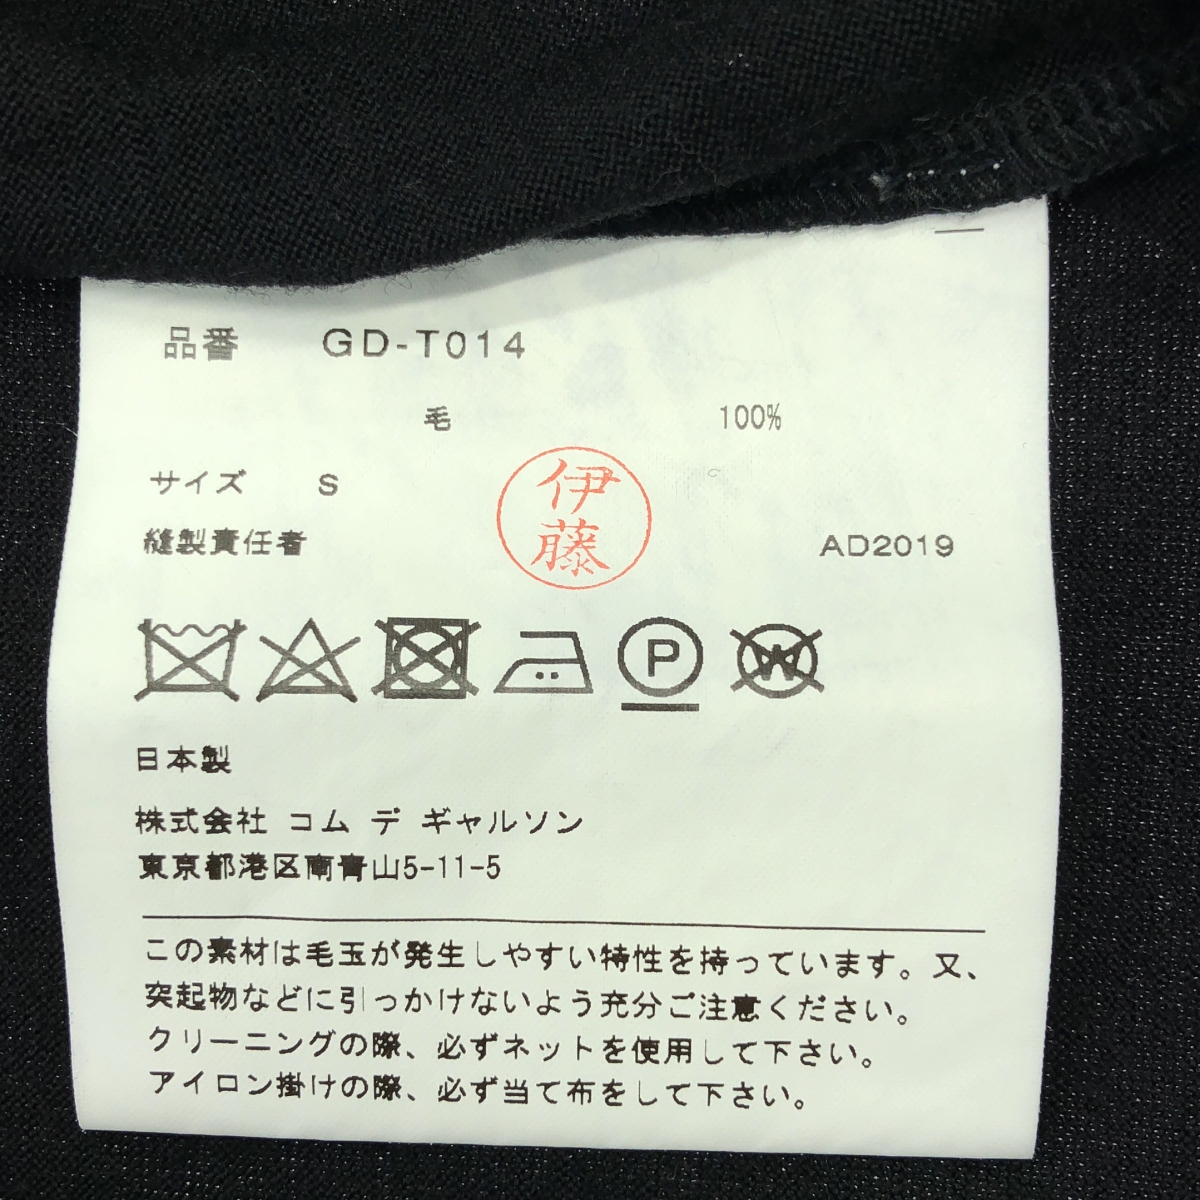 品番 GD-T014
毛 100%
サイズ S
伊藤
縫製責任者 AD2019
P W
日本製
株式会社 コム デ ギャルソン
東京都港区南青山5-11-5
この素材は毛玉が発生しやすい特性を持っています。又、
突起物などに引っかけないよう充分ご注意ください。
クリーニングの際、必ずネットを使用して下さい。
アイロン掛けの際、必ず当て布をして下さい。